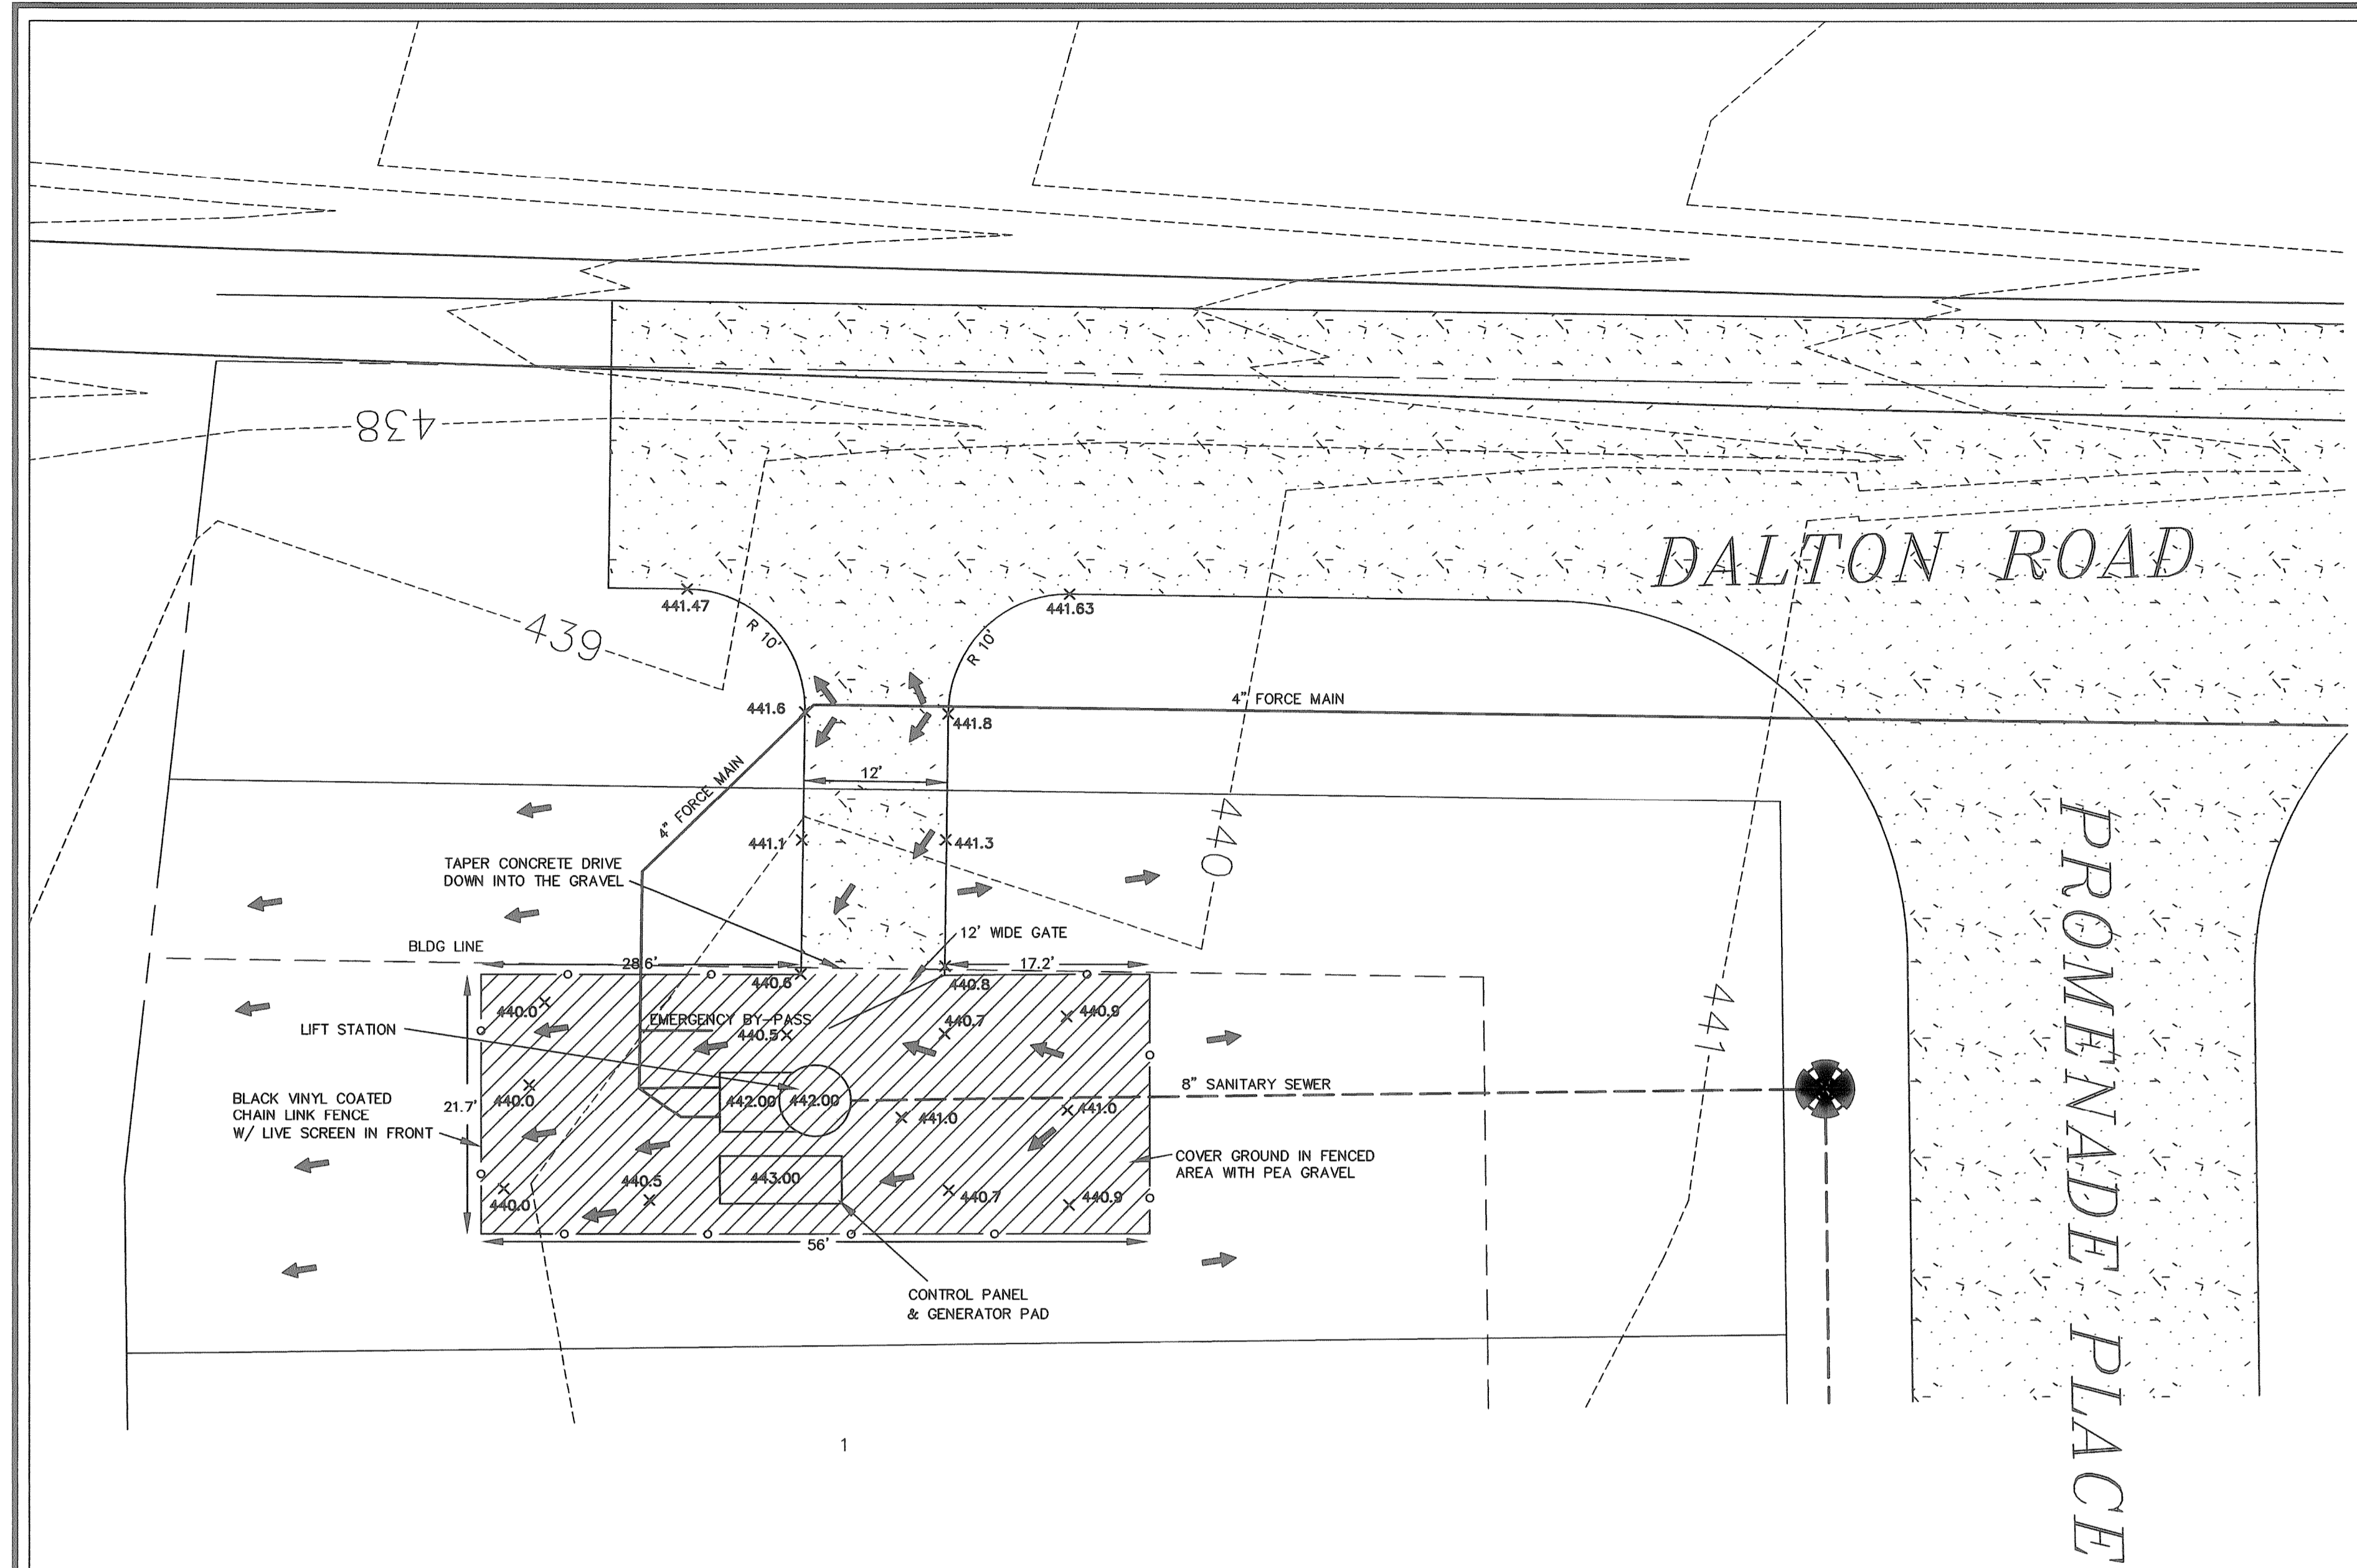 438
DALTON ROAD
441.47
441.63
439
R 10'
R 10'
441.6
441.8
4" FORCE MAIN
12'
4" FORCE MAIN
440
441.1
441.3
TAPER CONCRETE DRIVE
DOWN INTO THE GRAVEL
PROMENADE PLACE
BLDG LINE
12' WIDE GATE
28.6'
17.2'
440.6
440.8
440.0
EMERGENCY BY-PASS
440.5
440.7
440.9
441
LIFT STATION
8" SANITARY SEWER
BLACK VINYL COATED
CHAIN LINK FENCE
W/ LIVE SCREEN IN FRONT
21.7'
440.0
442.00
442.00
441.0
441.0
COVER GROUND IN FENCED
AREA WITH PEA GRAVEL
440.0
440.5
443.00
440.7
440.9
56'
CONTROL PANEL
& GENERATOR PAD
1